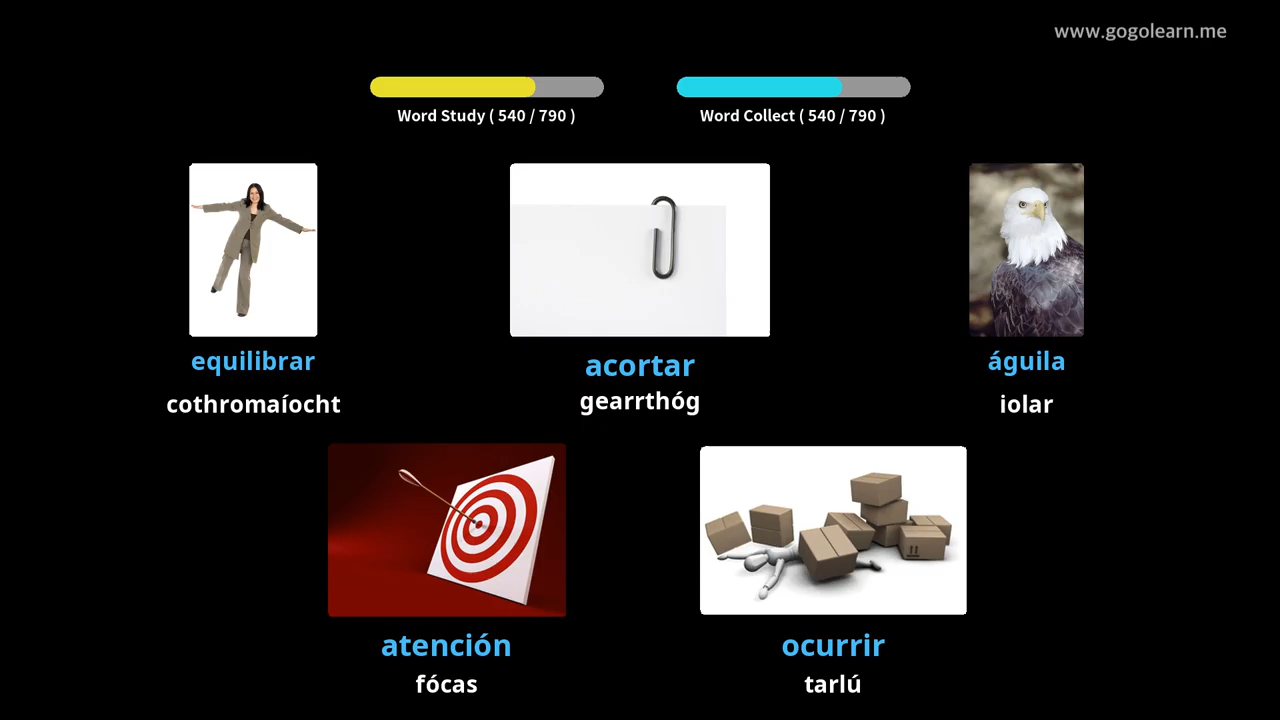 www.gogolearn.me
Word Study ( 540 / 790 )
Word Collect ( 540 / 790 )
equilibrar
cothromaíocht
acortar
gearrthóg
águila
iolar
atención
fócas
ocurrir
tarlú